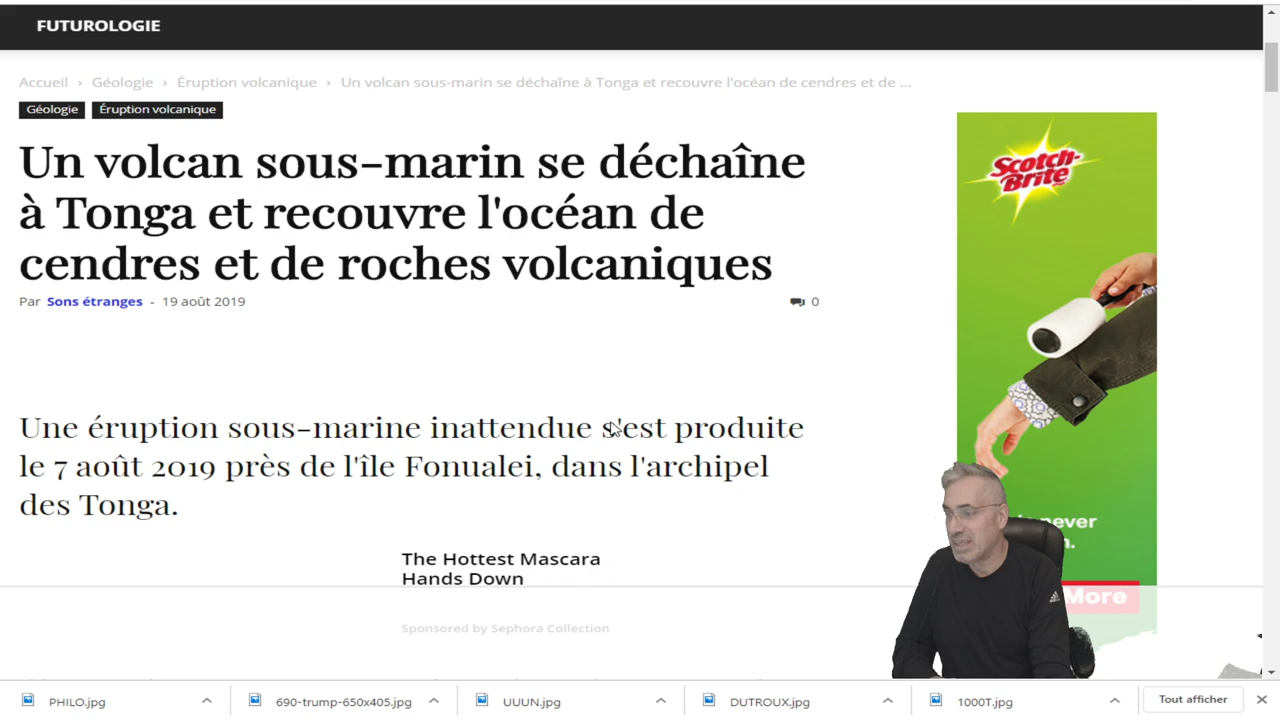 FUTUROLOGIE
Accueil › Géologie › Éruption volcanique › Un volcan sous-marin se déchaîne à Tonga et recouvre l'océan de cendres et de ...
Géologie Éruption volcanique
Un volcan sous-marin se déchaîne
à Tonga et recouvre l'océan de
cendres et de roches volcaniques
Par Sons étranges - 19 août 2019 0
Scotch-
Brite
Une éruption sous-marine inattendue s'est produite
le 7 août 2019 près de l'île Fonualei, dans l'archipel
des Tonga.
never
The Hottest Mascara
Hands Down
More
Sponsored by Sephora Collection
PHILO.jpg 690-trump-650x405.jpg UUUN.jpg DUTROUX.jpg 1000T.jpg Tout afficher